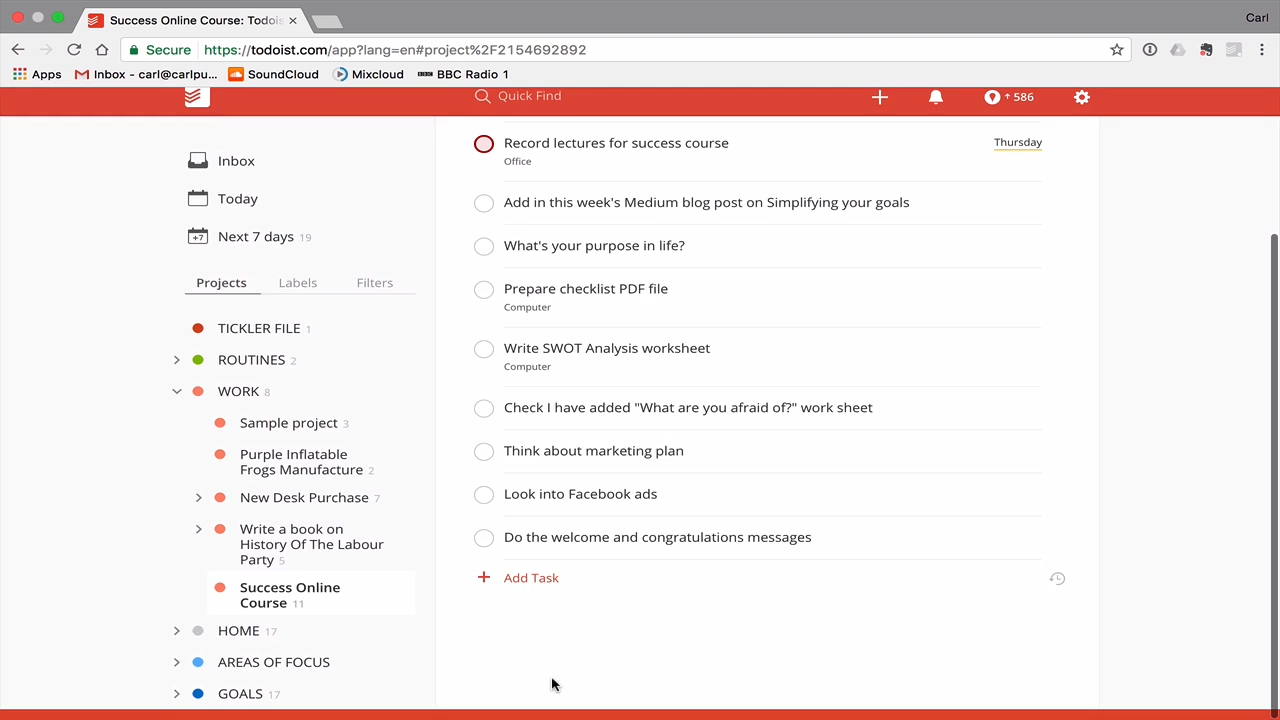 Success Online Course: Todois
Carl
Secure
https://todoist.com/app?lang=en#project%2F2154692892
Apps
Inbox - carl@carlpu...
SoundCloud
Mixcloud
BBC Radio 1
Quick Find
586
Inbox
Today
Next 7 days 19
Projects
Labels
Filters
TICKLER FILE 1
ROUTINES 2
WORK 8
Sample project 3
Purple Inflatable
Frogs Manufacture 2
New Desk Purchase 7
Write a book on
History Of The Labour
Party 5
Success Online
Course 11
HOME 17
AREAS OF FOCUS
GOALS 17
Record lectures for success course
Thursday
Office
Add in this week's Medium blog post on Simplifying your goals
What's your purpose in life?
Prepare checklist PDF file
Computer
Write SWOT Analysis worksheet
Computer
Check I have added "What are you afraid of?" work sheet
Think about marketing plan
Look into Facebook ads
Do the welcome and congratulations messages
Add Task